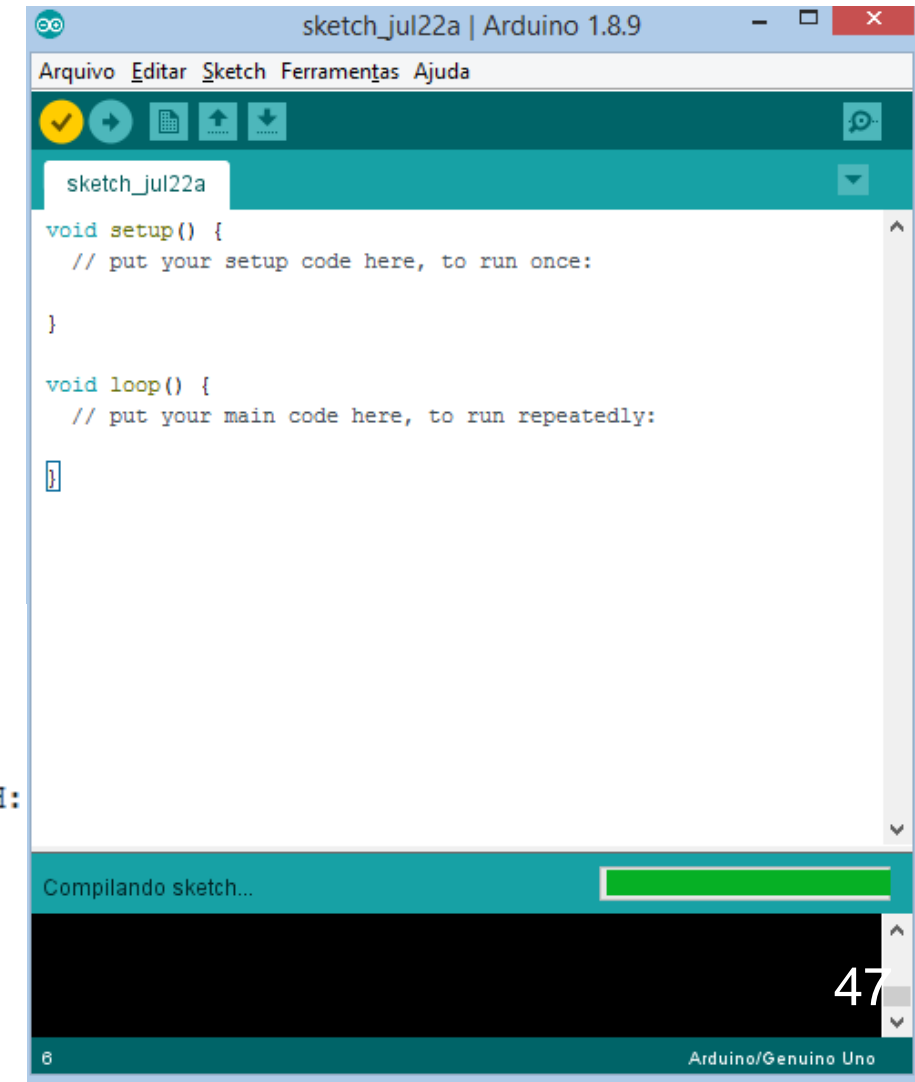 sketch_jul22a | Arduino 1.8.9
Arquivo Editar Sketch Ferramentas Ajuda
sketch_jul22a
void setup() {
  // put your setup code here, to run once:
}
void loop() {
  // put your main code here, to run repeatedly:
}
:
Compilando sketch...
47
6 Arduino/Genuino Uno